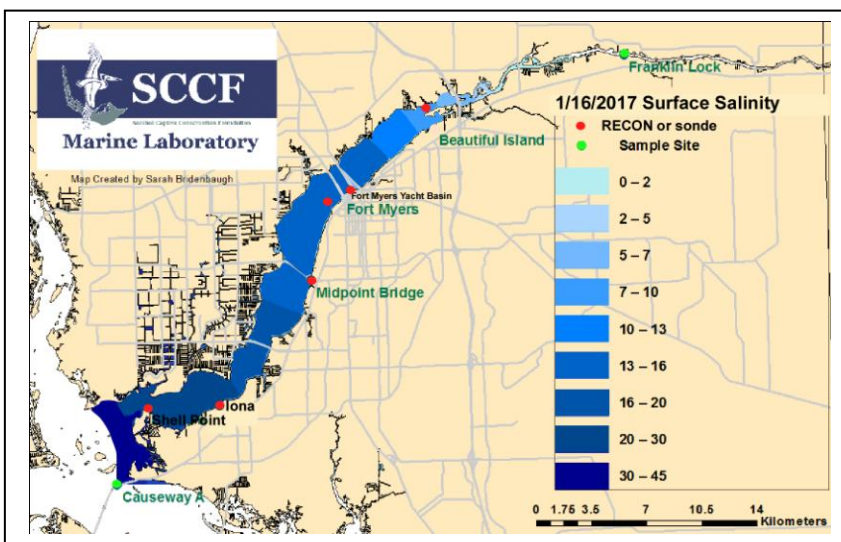 SCCF
Sanibel Captiva Conservation Foundation
Marine Laboratory
Map Created by Sarah Bridenbaugh
Franklin Lock
1/16/2017 Surface Salinity
RECON or sonde
Sample Site
0 – 2
2 – 5
5 – 7
7 – 10
10 – 13
13 – 16
16 – 20
20 – 30
30 – 45
Beautiful Island
Fort Myers Yacht Basin
Fort Myers
Midpoint Bridge
Iona
Shell Point
Causeway A
0 1.75 3.5 7 10.5 14
Kilometers